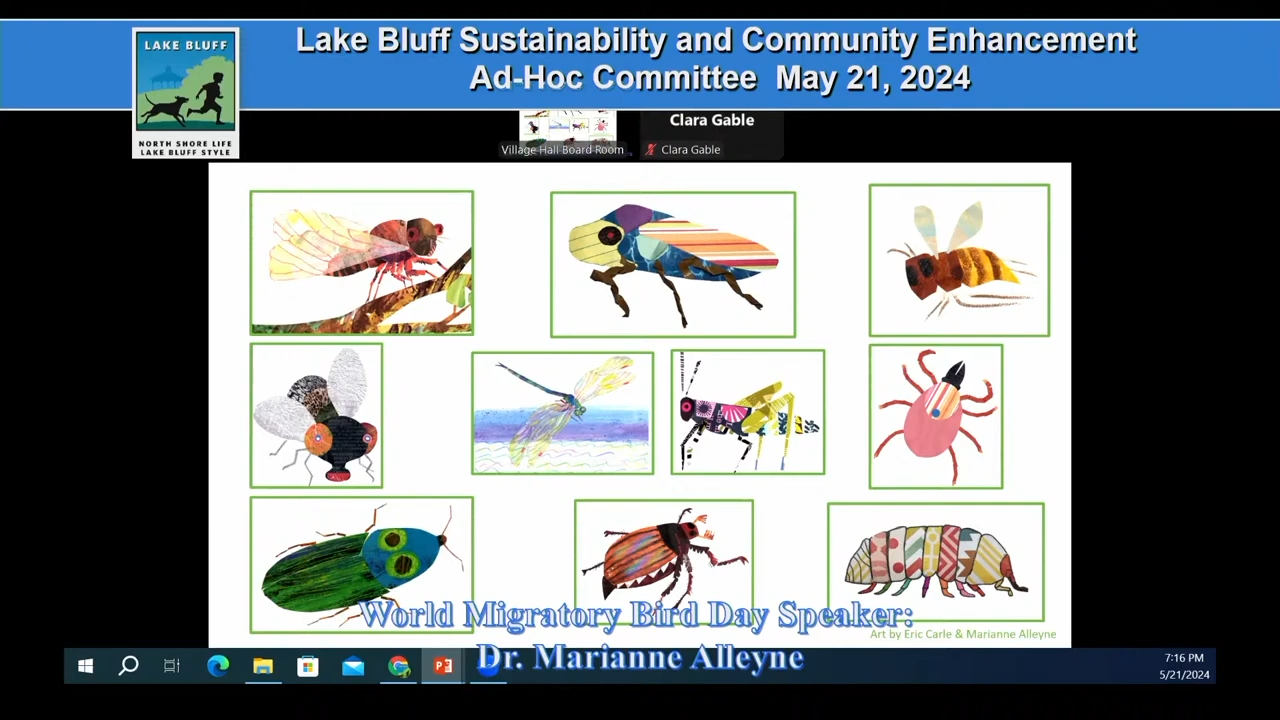 Lake Bluff Sustainability and Community Enhancement
Ad-Hoc Committee May 21, 2024
LAKE BLUFF
NORTH SHORE LIFE
LAKE BLUFF STYLE
Clara Gable
Village Hall Board Room
Clara Gable
World Migratory Bird Day Speaker:
Art by Eric Carle & Marianne Alleyne
Dr. Marianne Alleyne
7:16 PM
5/21/2024